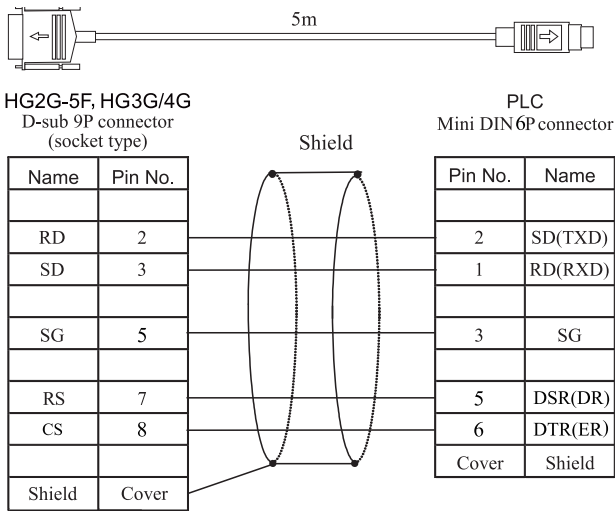 5m
HG2G-5F, HG3G/4G
D-sub 9P connector
(socket type)
Shield
PLC
Mini DIN 6P connector
Name Pin No. Pin No. Name
RD 2 2 SD(TXD)
SD 3 1 RD(RXD)
SG 5 3 SG
RS 7 5 DSR(DR)
CS 8 6 DTR(ER)
Cover Shield
Shield Cover